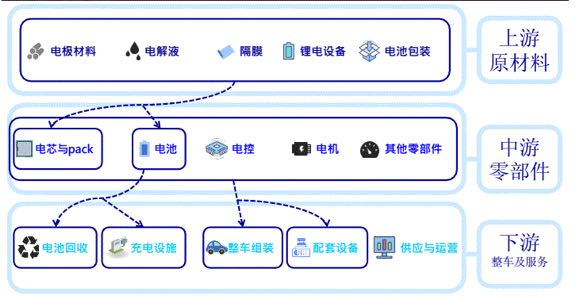 电极材料 电解液 隔膜 锂电设备 电池包装
上游
原材料
电芯与pack 电池 电控 电机 其他零部件
中游
零部件
电池回收 充电设施 整车组装 配套设备 供应与运营
下游
整车及服务